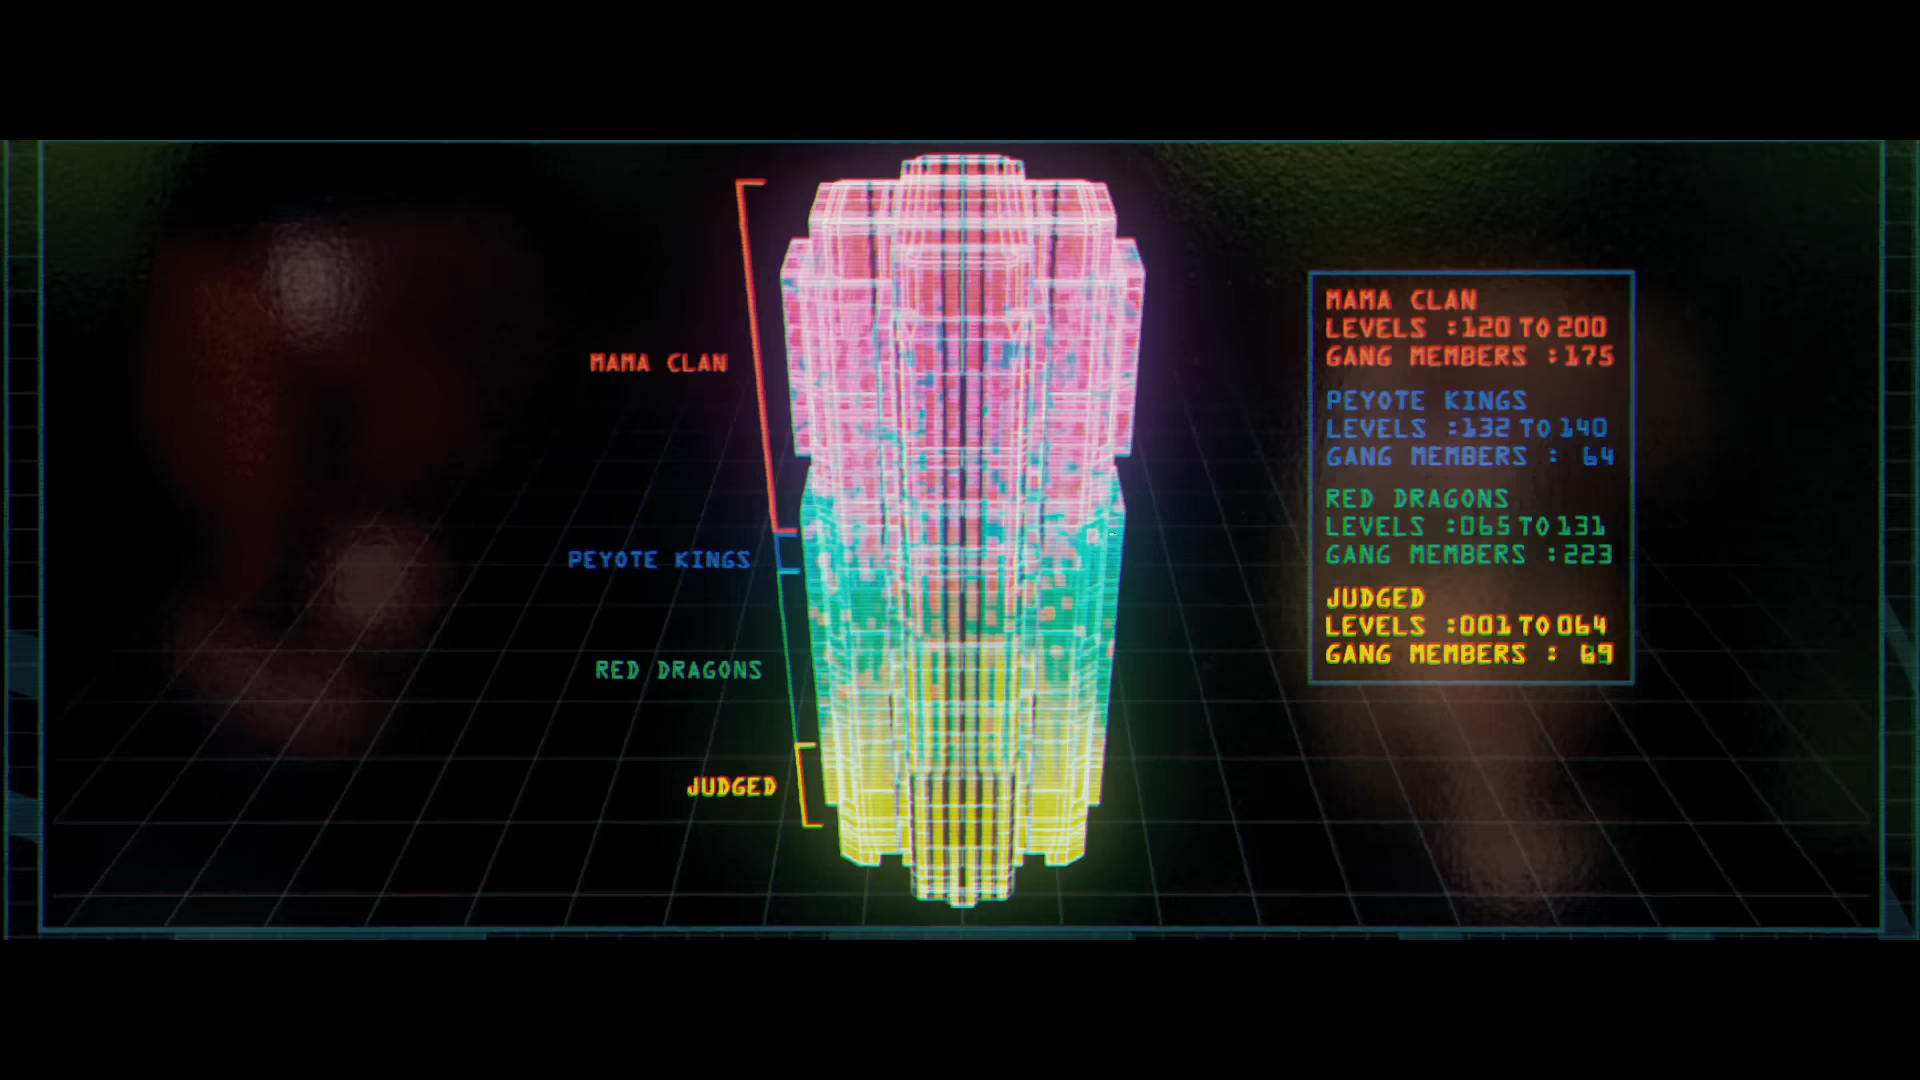 MAMA CLAN
PEYOTE KINGS
RED DRAGONS
JUDGED
MAMA CLAN
LEVELS :120 TO 200
GANG MEMBERS :175
PEYOTE KINGS
LEVELS :132 TO 140
GANG MEMBERS : 64
RED DRAGONS
LEVELS :065 TO 131
GANG MEMBERS :223
JUDGED
LEVELS :001 TO 064
GANG MEMBERS : 69